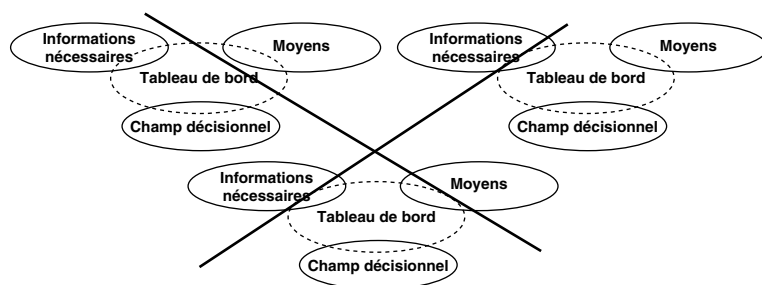 Informations
nécessaires
Moyens
Tableau de bord
Champ décisionnel
Informations
nécessaires
Moyens
Tableau de bord
Champ décisionnel
Informations
nécessaires
Moyens
Tableau de bord
Champ décisionnel